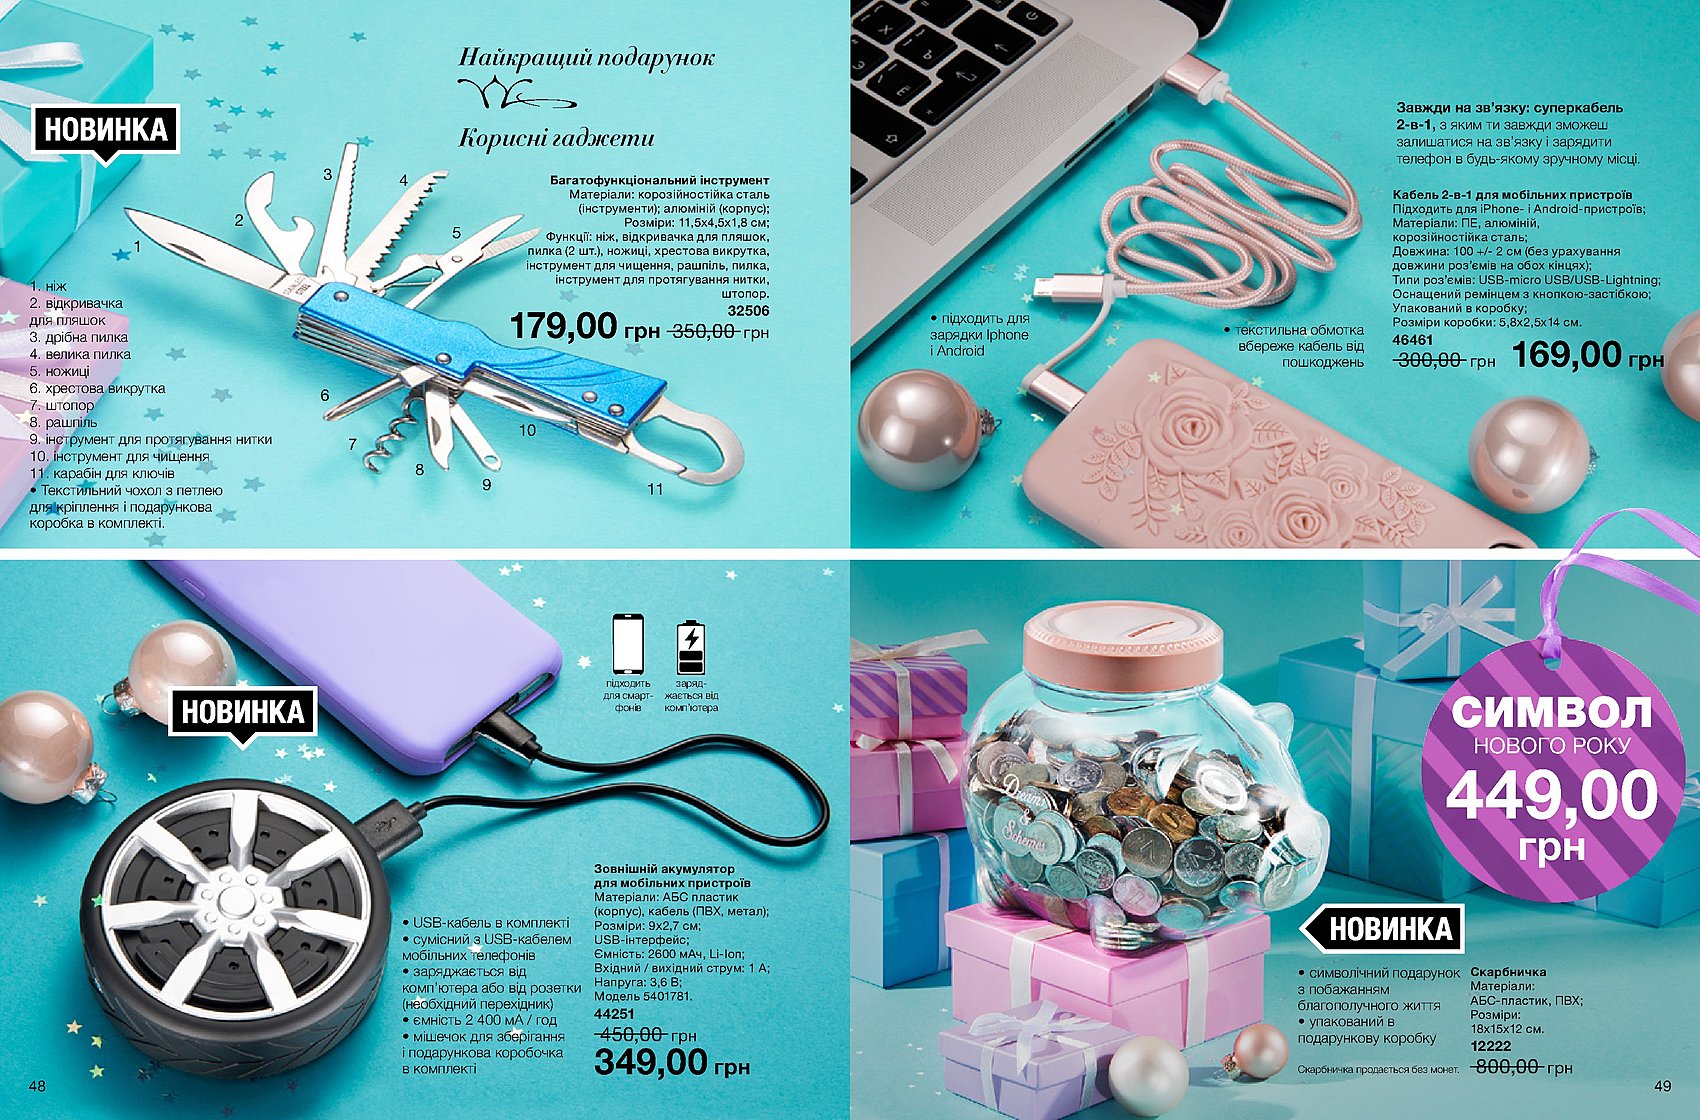 Найкращий подарунок
Корисні гаджети
НОВИНКА
Багатофункціональний інструмент
Матеріали: корозійностійка сталь
(інструменти); алюміній (корпус);
Розміри: 11,5х4,5х1,8 см;
Функції: ніж, відкривачка для пляшок,
пилка (2 шт.), ножиці, хрестова викрутка,
інструмент для чищення, рашпіль, пилка,
інструмент для протягування нитки,
штопор.
32506
179,00 грн 350,00 грн
1
2
3
4
5
6
7
8
9
10
11
1. ніж
2. відкривачка
для пляшок
3. дрібна пилка
4. велика пилка
5. ножиці
6. хрестова викрутка
7. штопор
8. рашпіль
9. інструмент для протягування нитки
10. інструмент для чищення
11. карабін для ключів
• Текстильний чохол з петлею
для кріплення і подарункова
коробка в комплекті.
Завжди на зв’язку: суперкабель
2-в-1, з яким ти завжди зможеш
залишатися на зв’язку і зарядити
телефон в будь-якому зручному місці.
Кабель 2-в-1 для мобільних пристроїв
Підходить для iPhone- і Android-пристроїв;
Матеріали: ПЕ, алюміній,
корозійностійка сталь;
Довжина: 100 +/- 2 см (без урахування
довжини роз’ємів на обох кінцях);
Типи роз’ємів: USB-micro USB/USB-Lightning;
Оснащений ремінцем з кнопкою-застібкою;
Упакований в коробку;
Розміри коробки: 5,8х2,5х14 см.
46461
300,00 грн 169,00 грн
• підходить для
зарядки Iphone
і Android
• текстильна обмотка
вбереже кабель від
пошкоджень
НОВИНКА
підходить
для смарт-
фонів
заряд-
жається від
комп’ютера
• USB-кабель в комплекті
• сумісний з USB-кабелем
мобільних телефонів
• заряджається від
комп’ютера або від розетки
(необхідний перехідник)
• ємність 2 400 мА / год
• мішечок для зберігання
і подарункова коробочка
в комплекті
Зовнішній акумулятор
для мобільних пристроїв
Матеріали: АБС пластик
(корпус), кабель (ПВХ, метал);
Розміри: 9х2,7 см;
USB-інтерфейс;
Ємність: 2600 мАч, Li-Ion;
Вхідний / вихідний струм: 1 А;
Напруга: 3,6 В;
Модель 5401781.
44251
450,00 грн
349,00 грн
48
СИМВОЛ
НОВОГО РОКУ
449,00
грн
Dreams
&
Schemes
НОВИНКА
• символічний подарунок
з побажанням
благополучного життя
• упакований в
подарункову коробку
Скарбничка продається без монет.
Скарбничка
Матеріали:
АБС-пластик, ПВХ;
Розміри:
18х15х12 см.
12222
800,00 грн
49